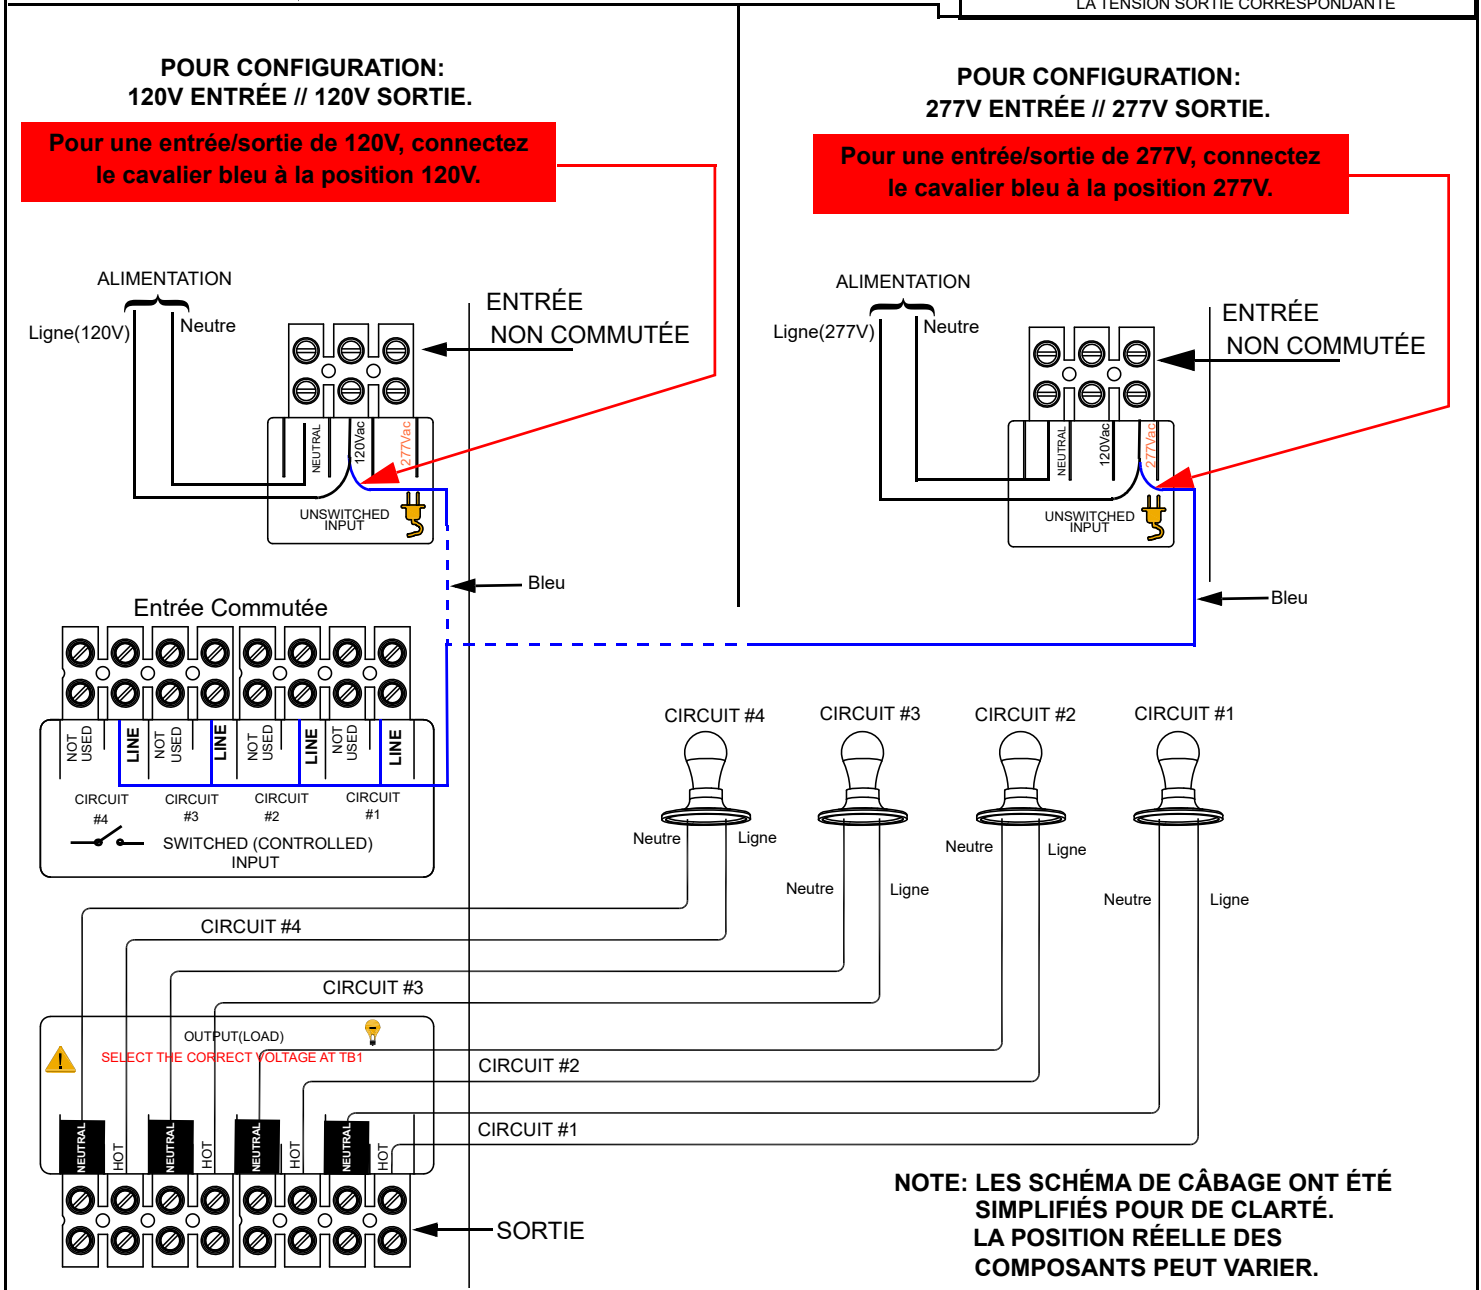 LA TENSION SORTIE CORRESPONDANTE
POUR CONFIGURATION:
120V ENTRÉE // 120V SORTIE.
Pour une entrée/sortie de 120V, connectez
le cavalier bleu à la position 120V.
POUR CONFIGURATION:
277V ENTRÉE // 277V SORTIE.
Pour une entrée/sortie de 277V, connectez
le cavalier bleu à la position 277V.
ALIMENTATION
Ligne(120V)
Neutre
ENTRÉE
NON COMMUTÉE
NEUTRAL
120Vac
277Vac
UNSWITCHED
INPUT
Bleu
ALIMENTATION
Ligne(277V)
Neutre
ENTRÉE
NON COMMUTÉE
NEUTRAL
120Vac
277Vac
UNSWITCHED
INPUT
Bleu
Entrée Commutée
NOT
USED
LINE
NOT
USED
LINE
NOT
USED
LINE
NOT
USED
LINE
CIRCUIT
#4
CIRCUIT
#3
CIRCUIT
#2
CIRCUIT
#1
SWITCHED (CONTROLLED)
INPUT
CIRCUIT #4
CIRCUIT #3
CIRCUIT #2
CIRCUIT #1
Neutre
Ligne
Neutre
Ligne
Neutre
Ligne
Neutre
Ligne
CIRCUIT #4
CIRCUIT #3
CIRCUIT #2
CIRCUIT #1
OUTPUT(LOAD)
SELECT THE CORRECT VOLTAGE AT TB1
NEUTRAL
HOT
NEUTRAL
HOT
NEUTRAL
HOT
NEUTRAL
HOT
SORTIE
NOTE: LES SCHÉMA DE CÂBAGE ONT ÉTÉ
SIMPLIFIÉS POUR DE CLARTÉ.
LA POSITION RÉELLE DES
COMPOSANTS PEUT VARIER.